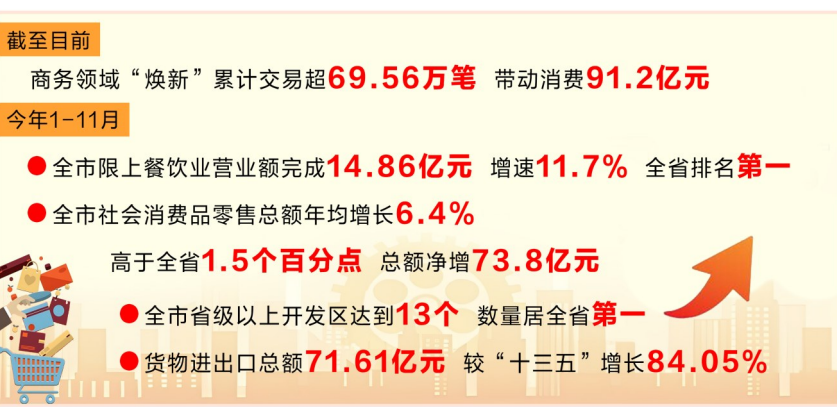 截至目前
商务领域“焕新”累计交易超69.56万笔 带动消费91.2亿元
今年1-11月
●全市限上餐饮业营业额完成14.86亿元 增速11.7% 全省排名第一
●全市社会消费品零售总额年均增长6.4%
高于全省1.5个百分点 总额净增73.8亿元
●全市省级以上开发区达到13个 数量居全省第一
●货物进出口总额71.61亿元 较“十三五”增长84.05%